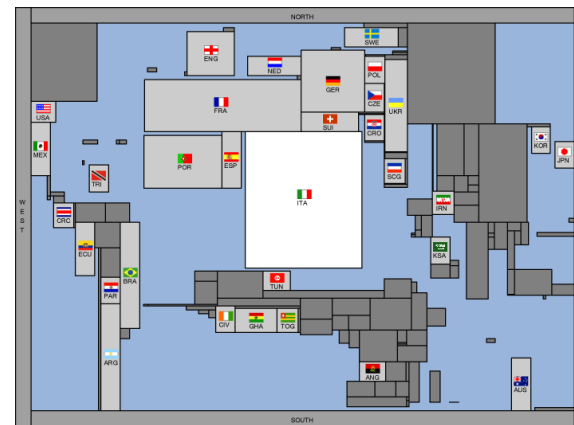 NORTH
SWE
ENG
NED
GER
POL
FRA
CZE
UKR
USA
SUI
CRO
MEX
KOR
JPN
POR
ESP
SCG
TRI
ITA
IRN
CRC
ECU
BRA
KSA
TUN
PAR
CIV
GHA
TOG
ARG
ANG
AUS
WEST
SOUTH